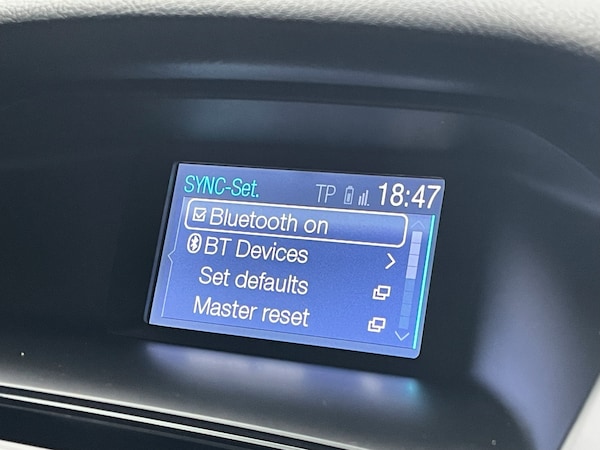 SYNC-Set. TP 18:47
Bluetooth on
BT Devices
Set defaults
Master reset